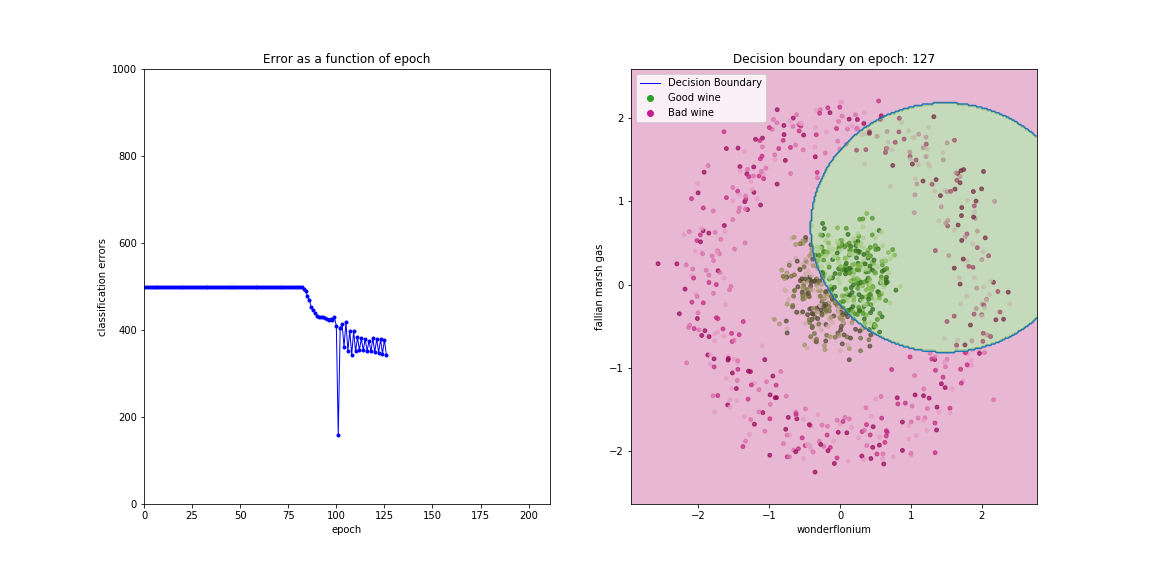 Error as a function of epoch
1000
800
600
400
200
0
classification errors
0 25 50 75 100 125 150 175 200
epoch
Decision boundary on epoch: 127
Decision Boundary
Good wine
Bad wine
2
1
0
−1
−2
fallian marsh gas
−2 −1 0 1 2
wonderflonium